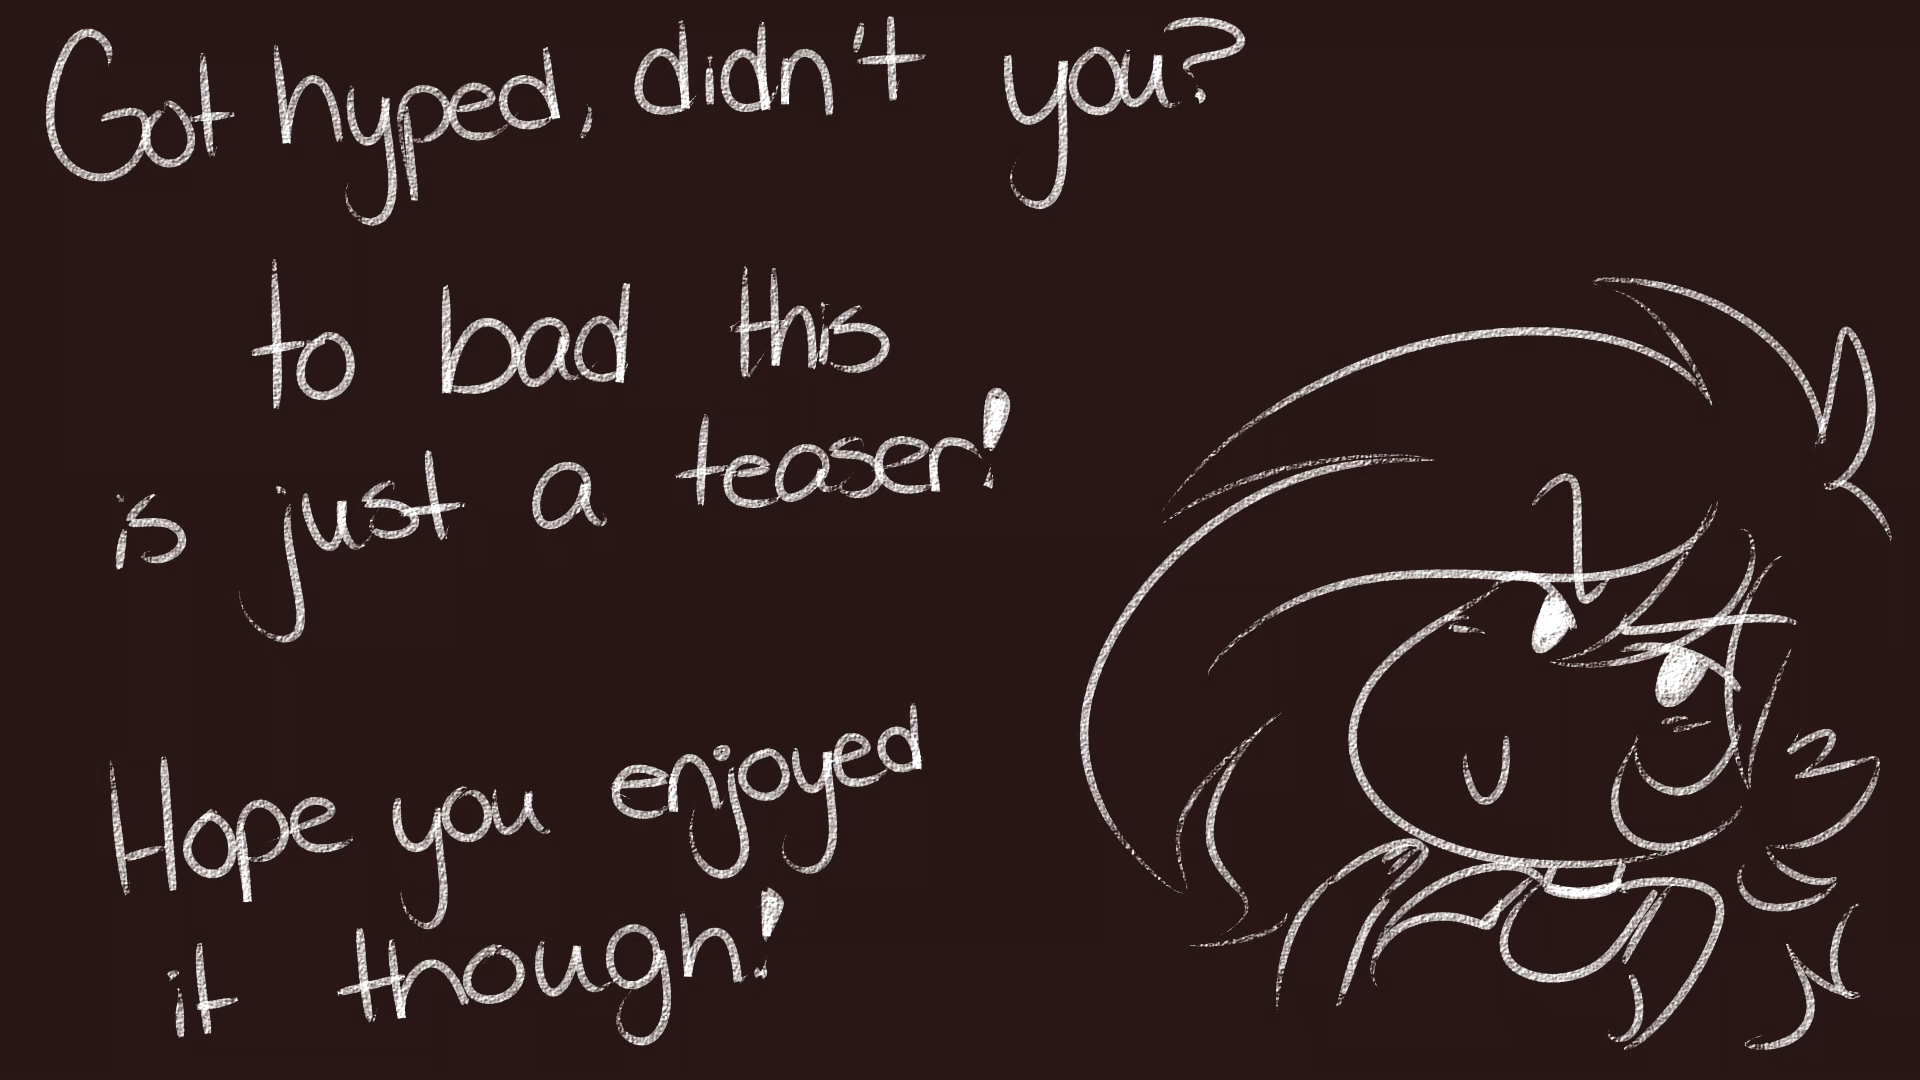 Got hyped, didn't you?
to bad this
is just a teaser!
Hope you enjoyed
it though!